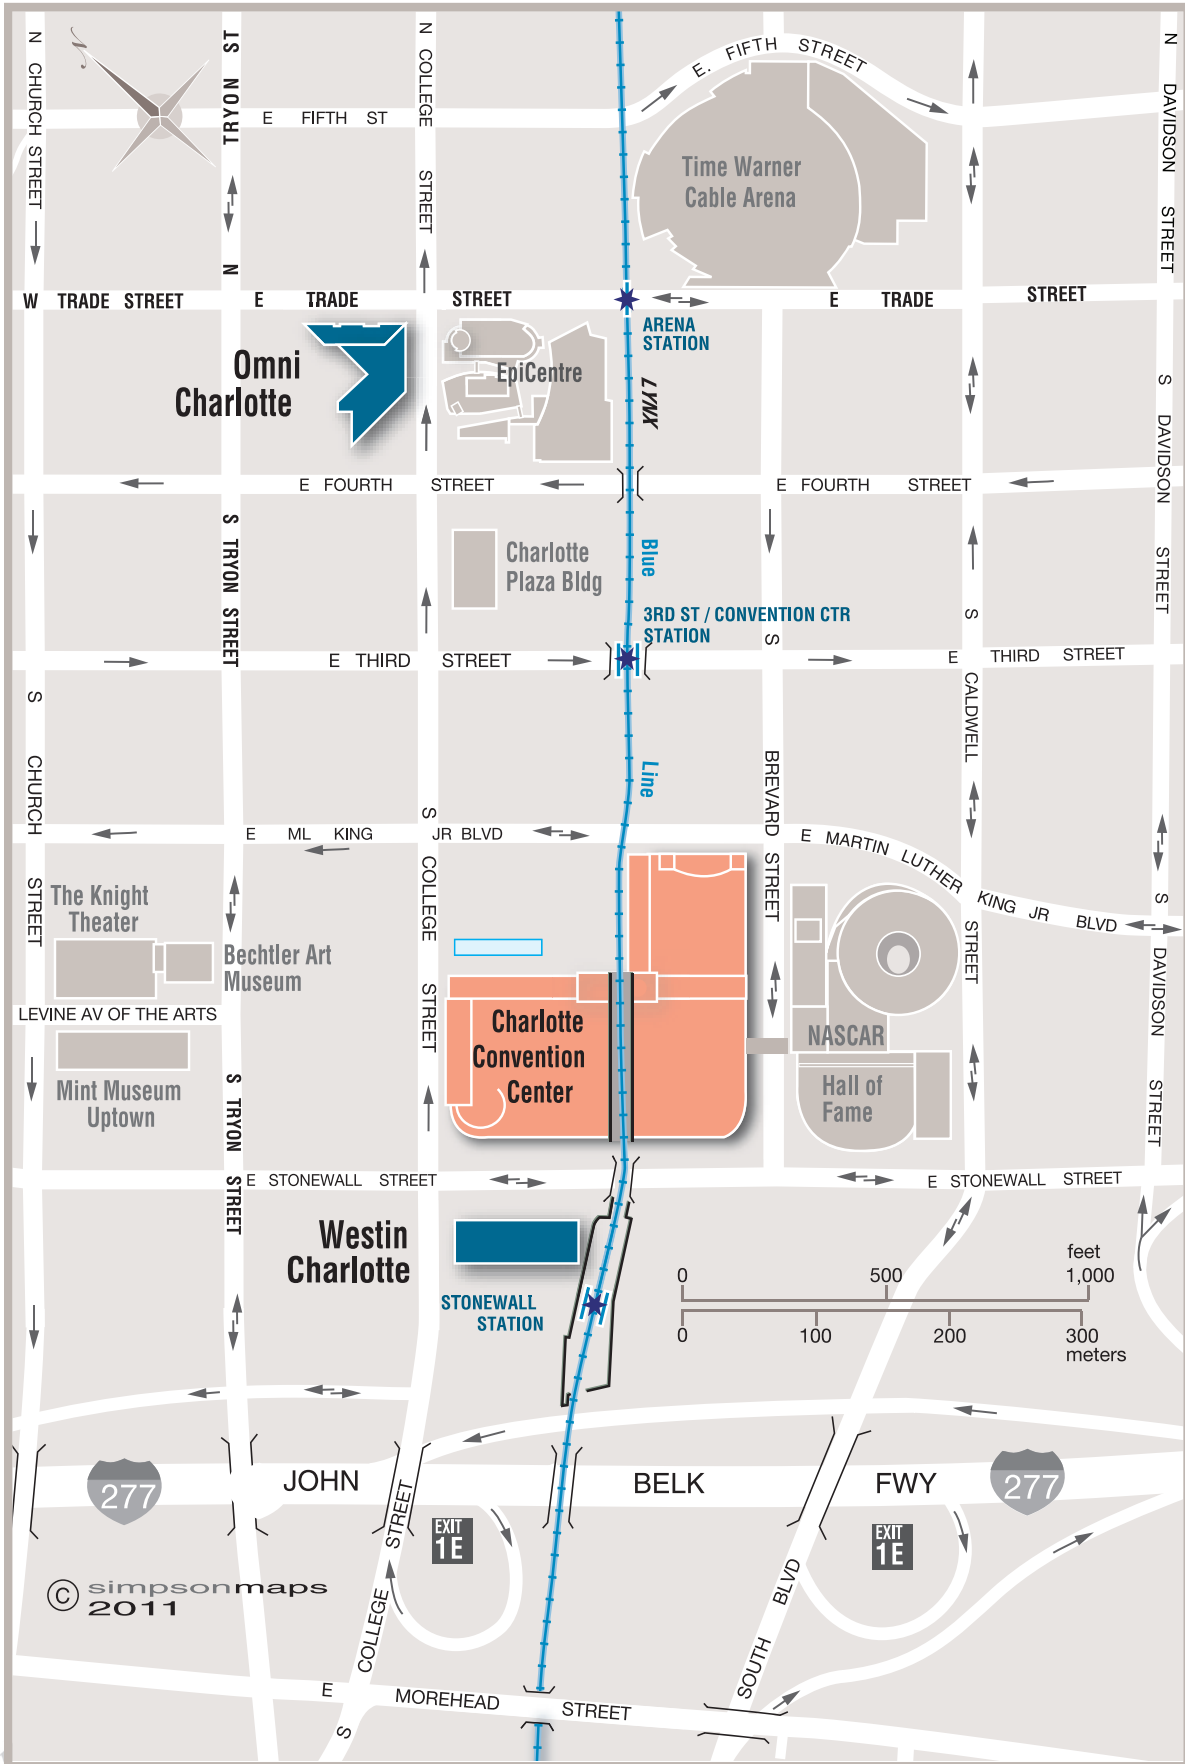 N CHURCH STREET
N TRYON ST
N COLLEGE STREET
E FIFTH ST
E. FIFTH STREET
N DAVIDSON STREET
Time Warner
Cable Arena
W TRADE STREET
E TRADE STREET
E TRADE STREET
ARENA
STATION
Omni
Charlotte
EpiCentre
LYNX
S DAVIDSON STREET
E FOURTH STREET
E FOURTH STREET
S TRYON STREET
Charlotte
Plaza Bldg
Blue
3RD ST / CONVENTION CTR
STATION
E THIRD STREET
E THIRD STREET
S CHURCH STREET
S BREVARD STREET
S CALDWELL STREET
Line
E ML KING JR BLVD
E MARTIN LUTHER KING JR BLVD
S COLLEGE STREET
The Knight
Theater
Bechtler Art
Museum
S DAVIDSON STREET
LEVINE AV OF THE ARTS
Charlotte
Convention
Center
NASCAR
Hall of
Fame
Mint Museum
Uptown
S TRYON STREET
E STONEWALL STREET
E STONEWALL STREET
Westin
Charlotte
STONEWALL
STATION
feet
0 500 1,000
0 100 200 300
meters
277
JOHN BELK FWY
277
EXIT
1E
EXIT
1E
© simpsonmaps
2011
S COLLEGE STREET
SOUTH BLVD
E MOREHEAD STREET